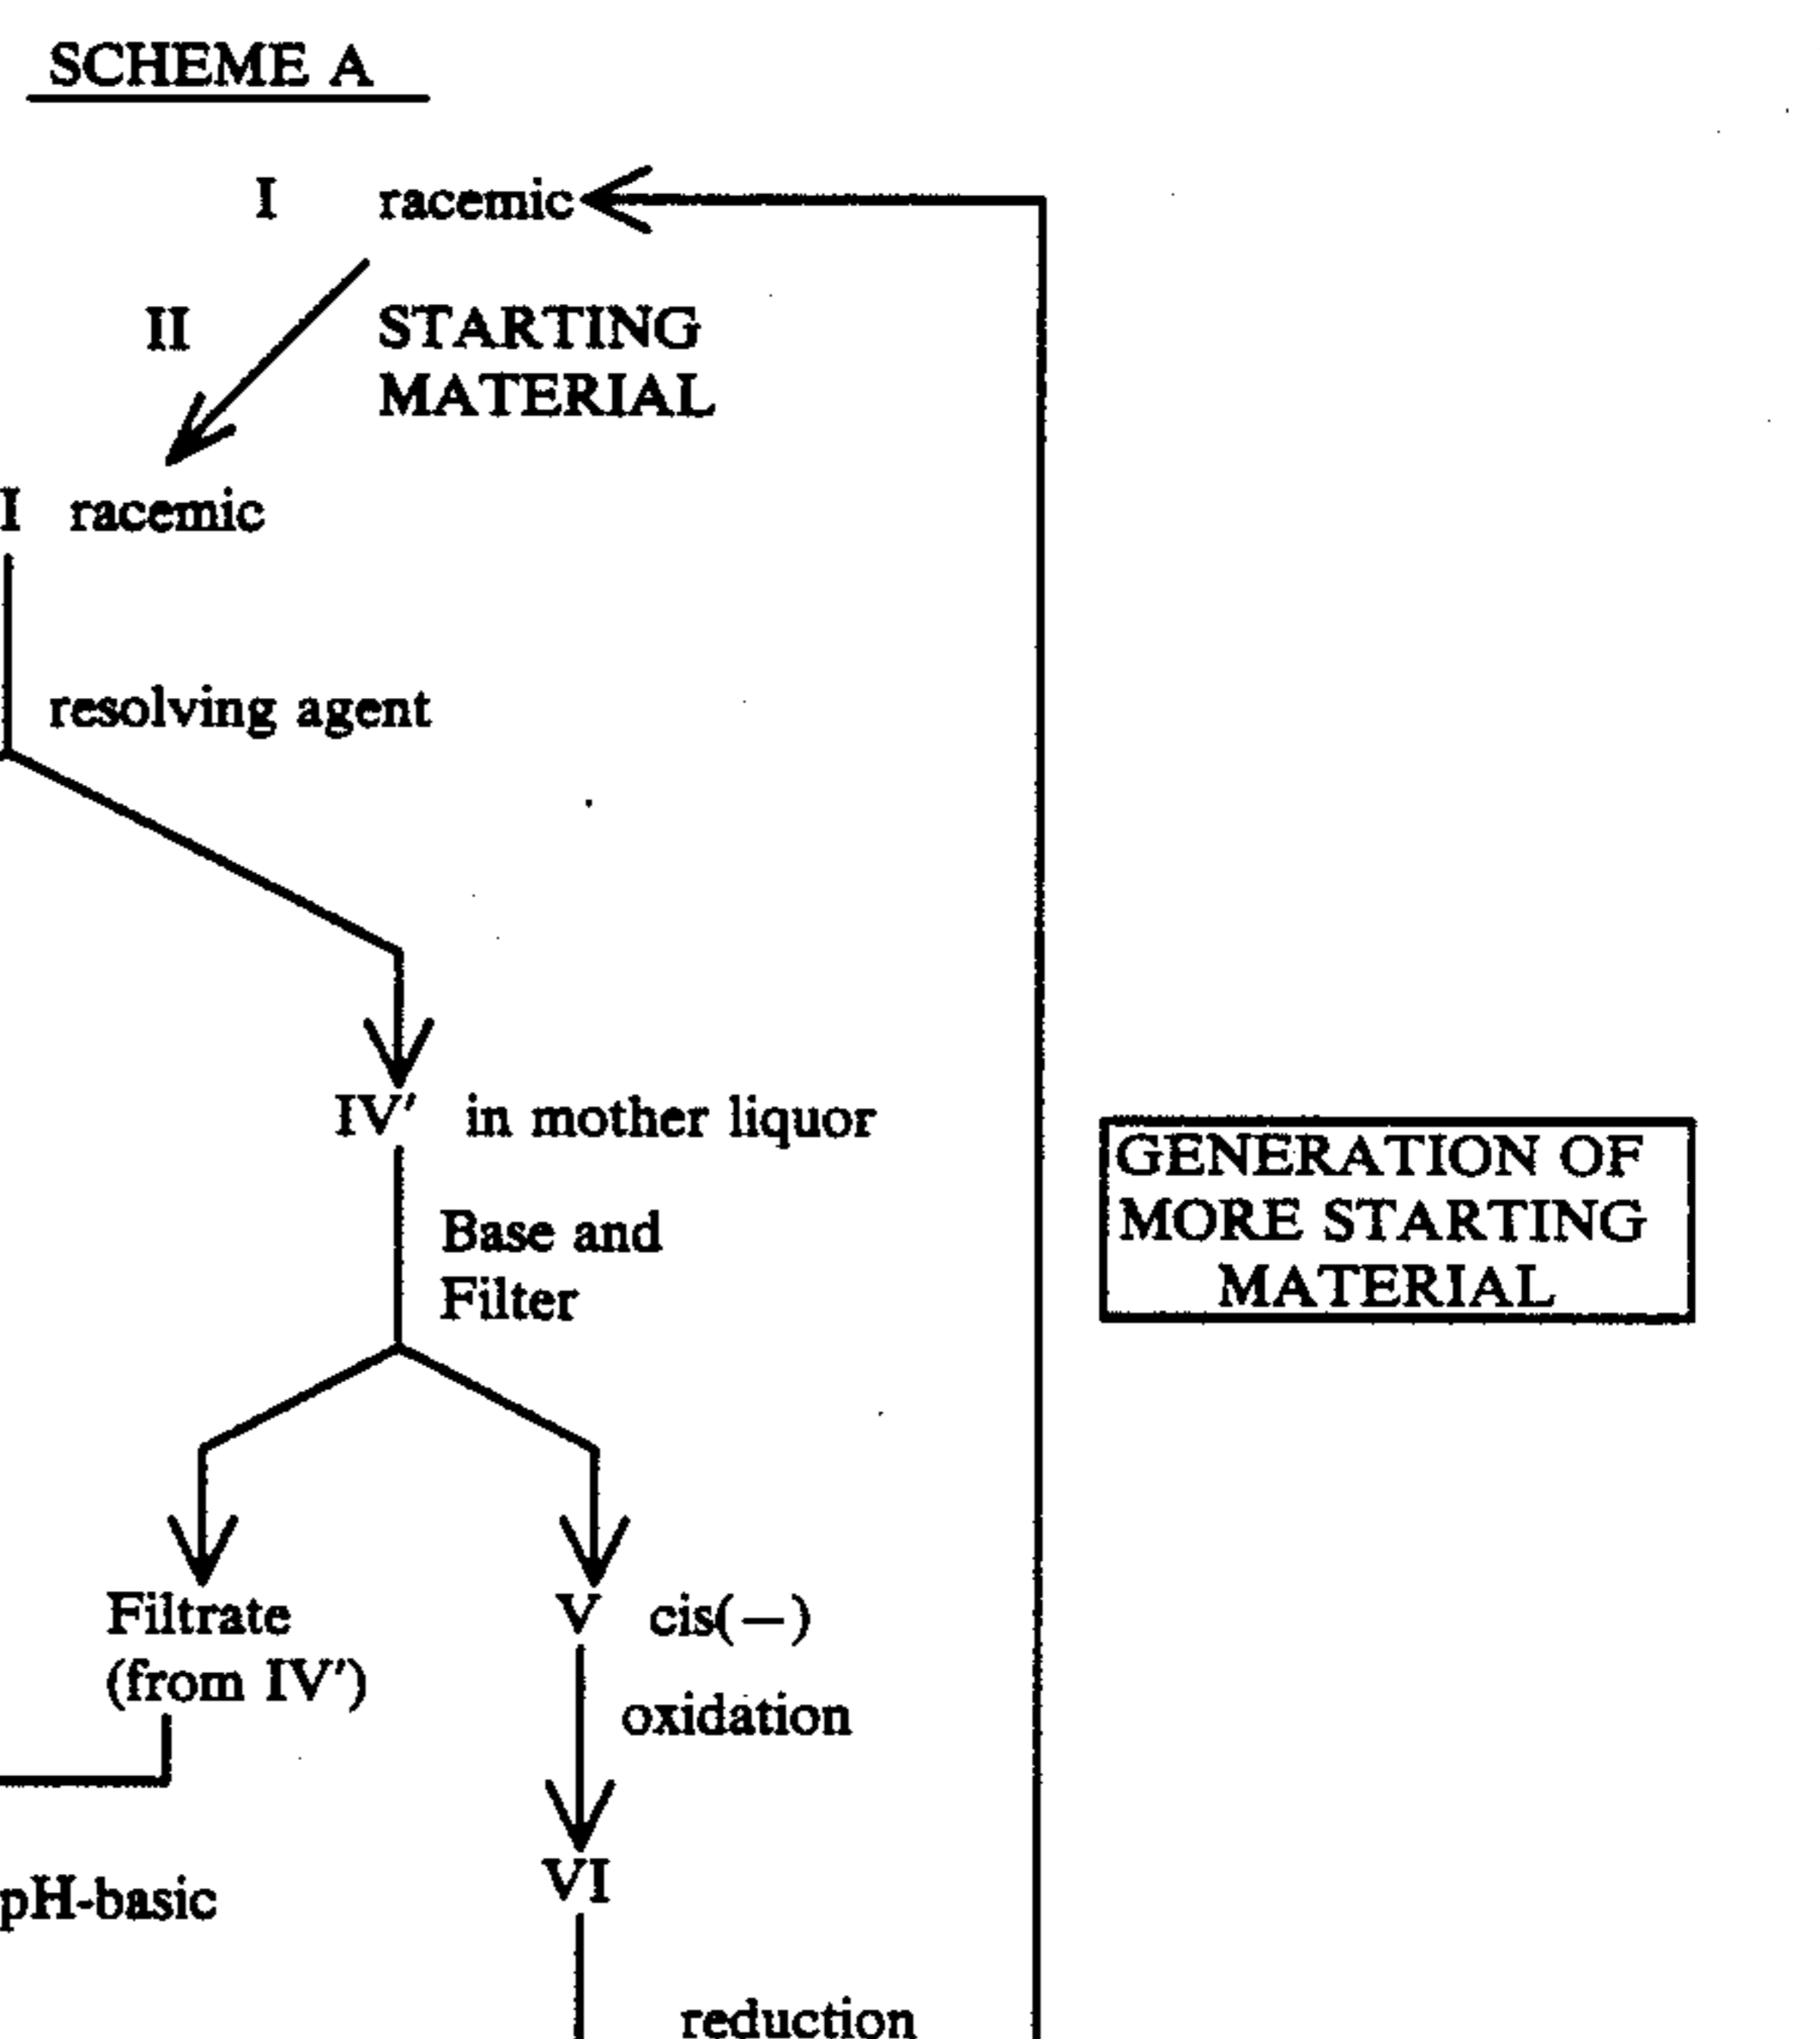 SCHEME A
I racemic
II
STARTING
MATERIAL
I racemic
resolving agent
IV' in mother liquor
Base and
Filter
GENERATION OF
MORE STARTING
MATERIAL
Filtrate
(from IV')
V cis(−)
oxidation
VI
pH-basic
reduction